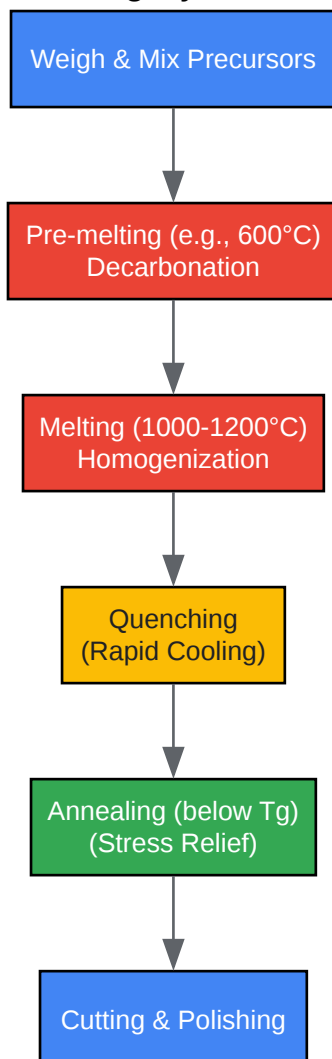 Weigh & Mix Precursors
Pre-melting (e.g., 600°C)
Decarbonation
Melting (1000-1200°C)
Homogenization
Quenching
(Rapid Cooling)
Annealing (below Tg)
(Stress Relief)
Cutting & Polishing